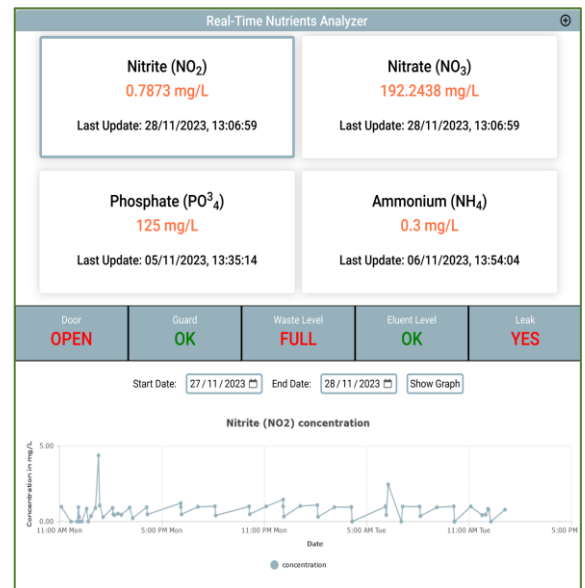 Real-Time Nutrients Analyzer
Nitrite (NO₂)
0.7873 mg/L
Last Update: 28/11/2023, 13:06:59
Nitrate (NO₃)
192.2438 mg/L
Last Update: 28/11/2023, 13:06:59
Phosphate (PO³₄)
125 mg/L
Last Update: 05/11/2023, 13:35:14
Ammonium (NH₄)
0.3 mg/L
Last Update: 06/11/2023, 13:54:04
Door
OPEN
Guard
OK
Waste Level
FULL
Eluent Level
OK
Leak
YES
Start Date: 27/11/2023 End Date: 28/11/2023 Show Graph
Nitrite (NO2) concentration
Concentration in mg/L
5.00
0.00
11:00 AM Mon 5:00 PM Mon 11:00 PM Mon 5:00 AM Tue 11:00 AM Tue 5:00 PM
Date
concentration